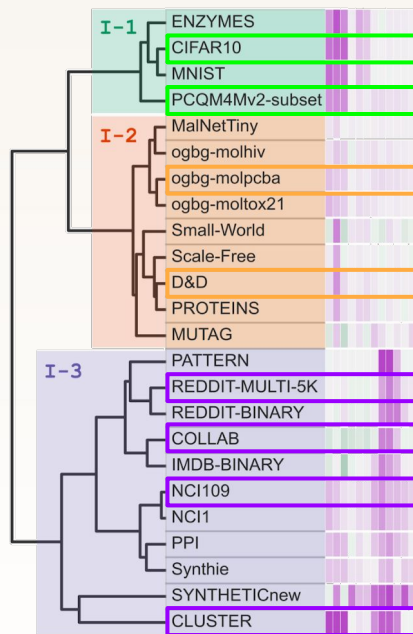 I-1
ENZYMES
CIFAR10
MNIST
PCQM4Mv2-subset
I-2
MalNetTiny
ogbg-molhiv
ogbg-molpcba
ogbg-moltox21
Small-World
Scale-Free
D&D
PROTEINS
MUTAG
I-3
PATTERN
REDDIT-MULTI-5K
REDDIT-BINARY
COLLAB
IMDB-BINARY
NCI109
NCI1
PPI
Synthie
SYNTHETICnew
CLUSTER